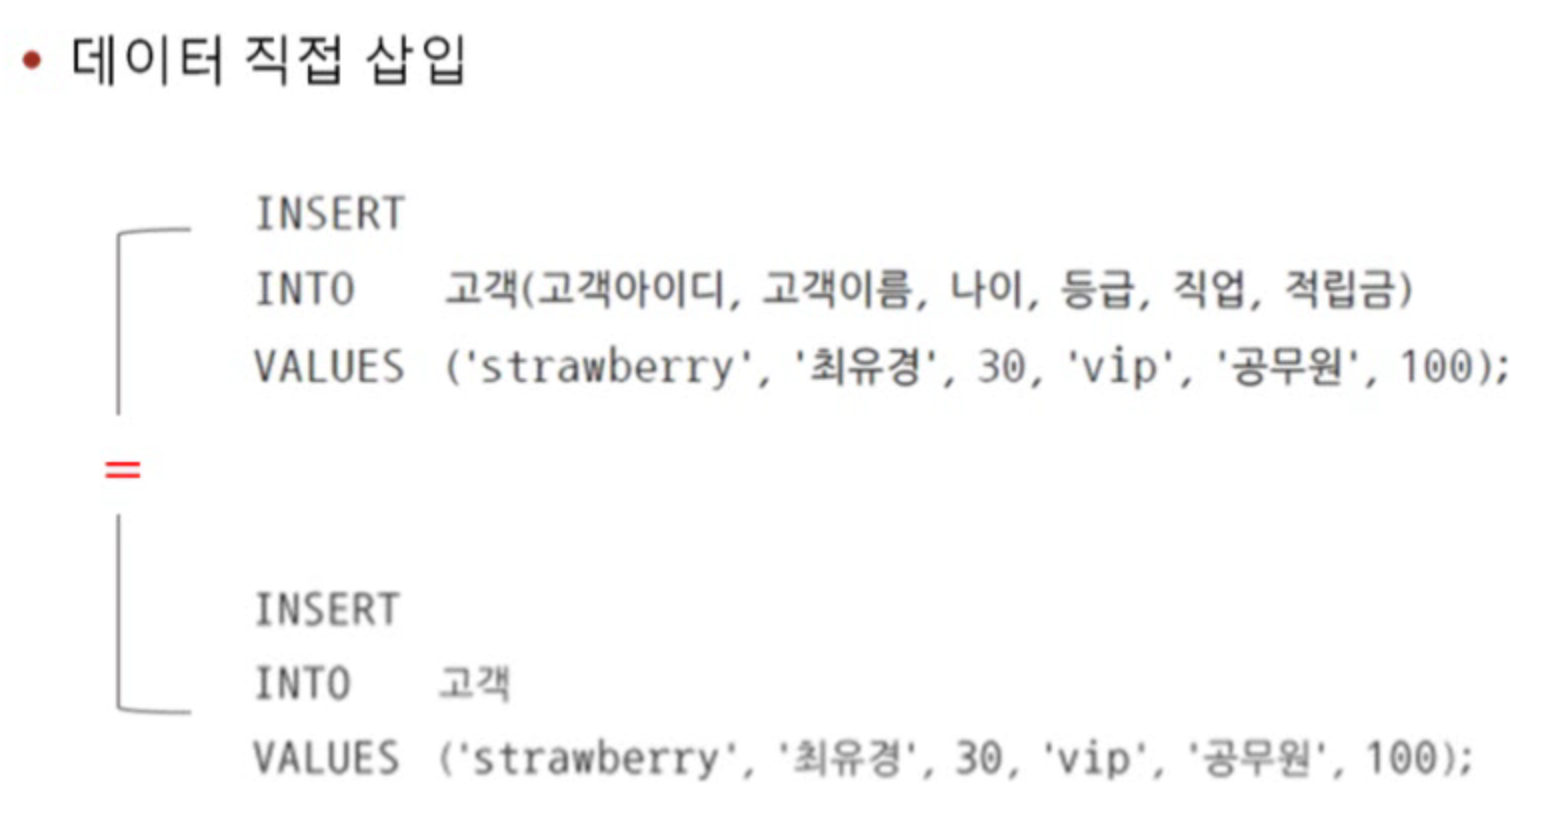 • 데이터 직접 삽입
INSERT
INTO 고객(고객아이디, 고객이름, 나이, 등급, 직업, 적립금)
VALUES ('strawberry', '최유경', 30, 'vip', '공무원', 100);
=
INSERT
INTO 고객
VALUES ('strawberry', '최유경', 30, 'vip', '공무원', 100);